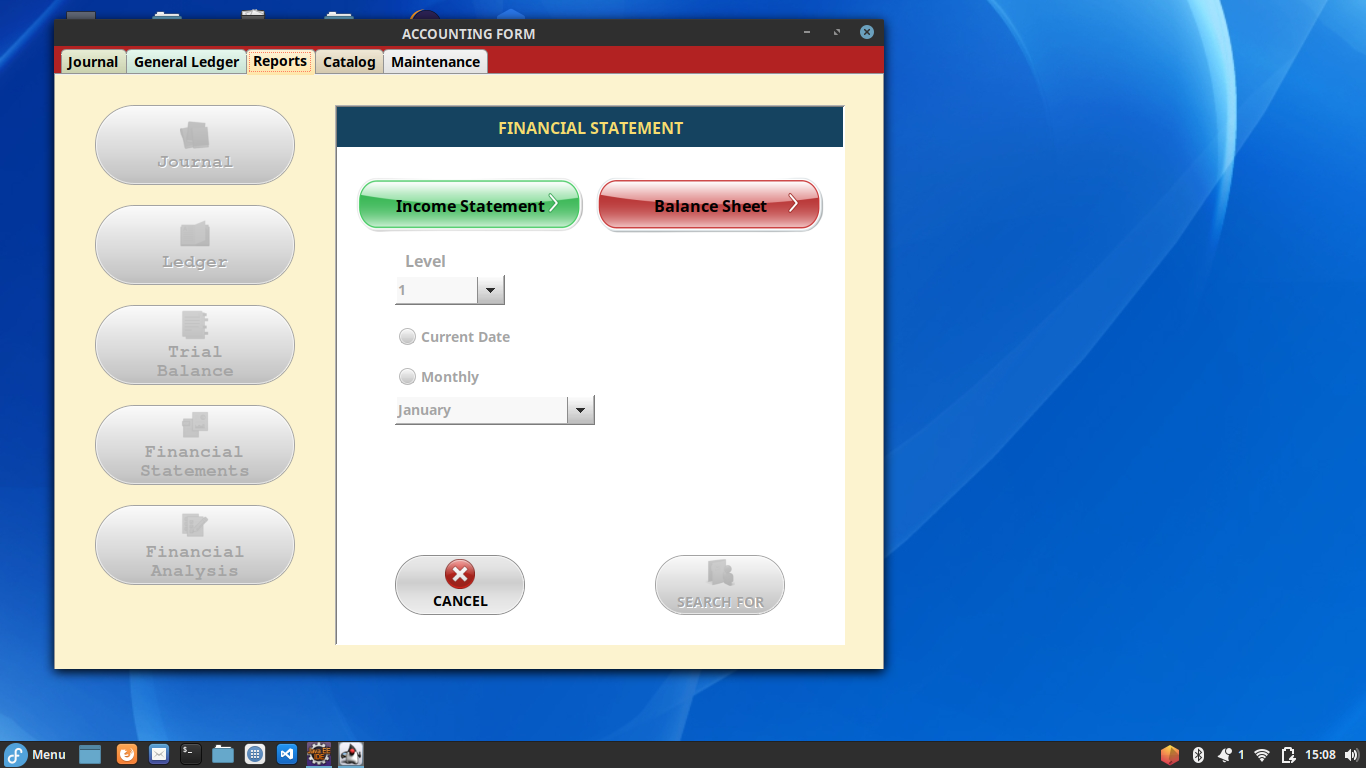 ACCOUNTING FORM
Journal General Ledger Reports Catalog Maintenance
FINANCIAL STATEMENT
Journal
Ledger
Trial
Balance
Financial
Statements
Financial
Analysis
Income Statement Balance Sheet
Level
1
Current Date
Monthly
January
CANCEL
SEARCH FOR
Menu
1
15:08